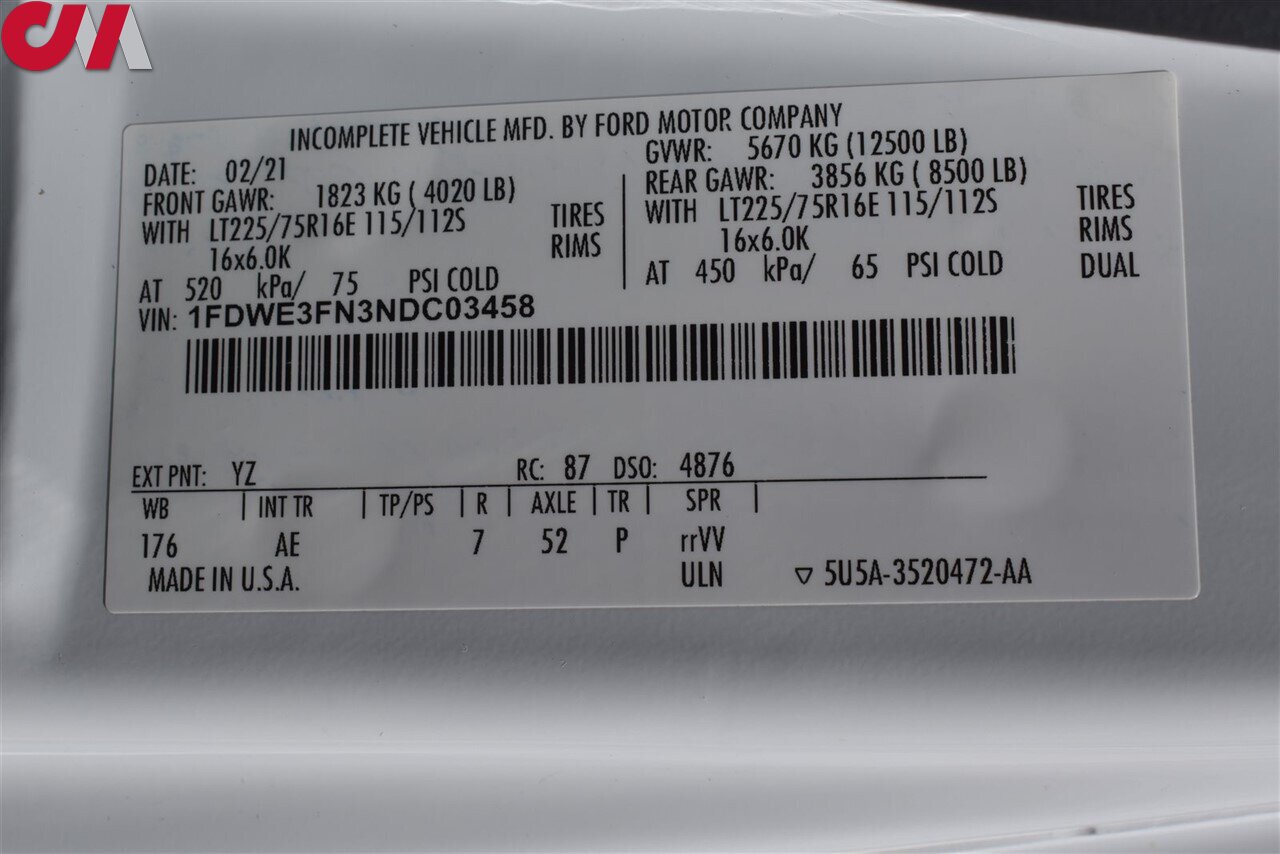 CM
INCOMPLETE VEHICLE MFD. BY FORD MOTOR COMPANY
DATE: 02/21
FRONT GAWR: 1823 KG ( 4020 LB)
WITH LT225/75R16E 115/112S TIRES
16x6.0K RIMS
AT 520 kPa/ 75 PSI COLD
GVWR: 5670 KG (12500 LB)
REAR GAWR: 3856 KG ( 8500 LB)
WITH LT225/75R16E 115/112S TIRES
16x6.0K RIMS
AT 450 kPa/ 65 PSI COLD DUAL
VIN: 1FDWE3FN3NDC03458
EXT PNT: YZ RC: 87 DSO: 4876
WB | INT TR | TP/PS | R | AXLE | TR | SPR |
176 AE 7 52 P rrVV
MADE IN U.S.A. ULN ▽ 5U5A-3520472-AA